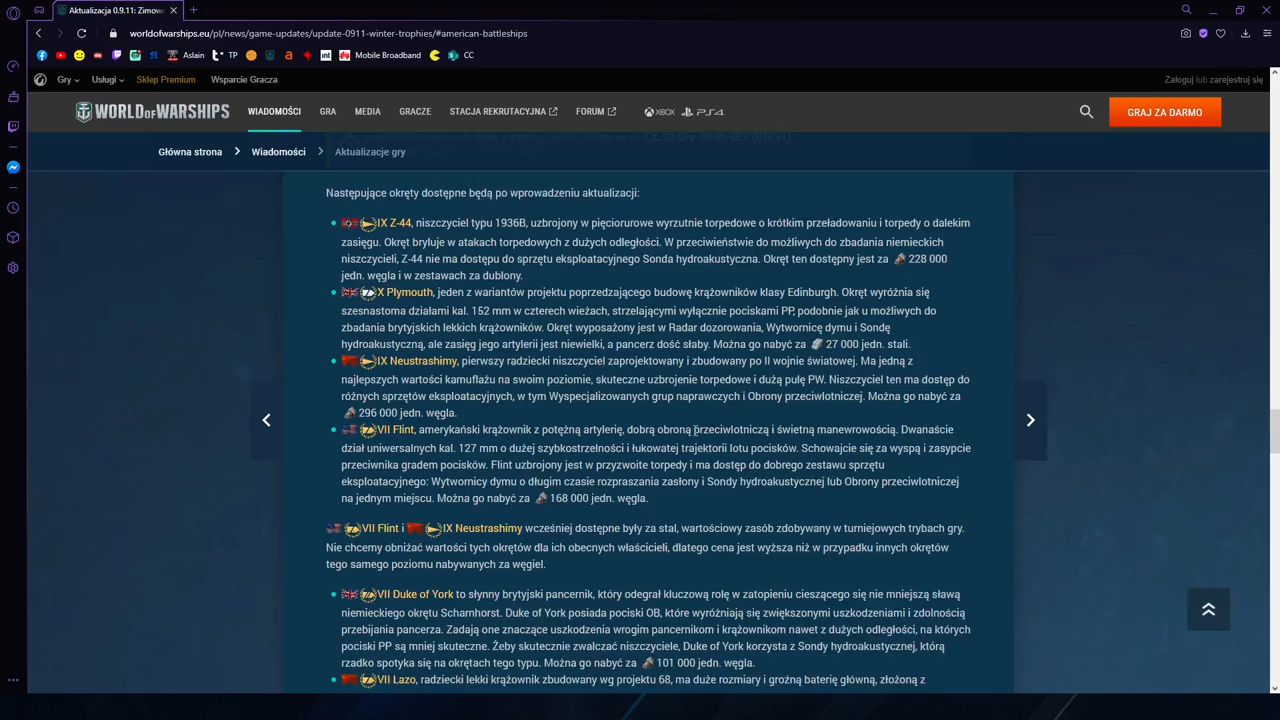 Aktualizacja 0.9.11: Zimowe
worldofwarships.eu/pl/news/game-updates/update-0911-winter-trophies/#american-battleships
Aslain TP int Mobile Broadband CC
Gry Usługi Sklep Premium Wsparcie Gracza Zaloguj lub zarejestruj się
WORLD OF WARSHIPS WIADOMOŚCI GRA MEDIA GRACZE STACJA REKRUTACYJNA FORUM XBOX PS4 GRAJ ZA DARMO
Główna strona Wiadomości Aktualizacje gry
Następujące okręty dostępne będą po wprowadzeniu aktualizacji:
IX Z-44, niszczyciel typu 1936B, uzbrojony w pięciorurowe wyrzutnie torpedowe o krótkim przeładowaniu i torpedy o dalekim
zasięgu. Okręt bryluje w atakach torpedowych z dużych odległości. W przeciwieństwie do możliwych do zbadania niemieckich
niszczycieli, Z-44 nie ma dostępu do sprzętu eksploatacyjnego Sonda hydroakustyczna. Okręt ten dostępny jest za 228 000
jedn. węgla i w zestawach za dublony.
X Plymouth, jeden z wariantów projektu poprzedzającego budowę krążowników klasy Edinburgh. Okręt wyróżnia się
szesnastoma działami kal. 152 mm w czterech wieżach, strzelającymi wyłącznie pociskami PP, podobnie jak u możliwych do
zbadania brytyjskich lekkich krążowników. Okręt wyposażony jest w Radar dozorowania, Wytwornicę dymu i Sondę
hydroakustyczną, ale zasięg jego artylerii jest niewielki, a pancerz dość słaby. Można go nabyć za 27 000 jedn. stali.
IX Neustrashimy, pierwszy radziecki niszczyciel zaprojektowany i zbudowany po II wojnie światowej. Ma jedną z
najlepszych wartości kamuflażu na swoim poziomie, skuteczne uzbrojenie torpedowe i dużą pulę PW. Niszczyciel ten ma dostęp do
różnych sprzętów eksploatacyjnych, w tym Wyspecjalizowanych grup naprawczych i Obrony przeciwlotniczej. Można go nabyć za
296 000 jedn. węgla.
VII Flint, amerykański krążownik z potężną artylerię, dobrą obroną przeciwlotniczą i świetną manewrowością. Dwanaście
dział uniwersalnych kal. 127 mm o dużej szybkostrzelności i łukowatej trajektorii lotu pocisków. Schowajcie się za wyspą i zasypcie
przeciwnika gradem pocisków. Flint uzbrojony jest w przyzwoite torpedy i ma dostęp do dobrego zestawu sprzętu
eksploatacyjnego: Wytwornicy dymu o długim czasie rozpraszania zasłony i Sondy hydroakustycznej lub Obrony przeciwlotniczej
na jednym miejscu. Można go nabyć za 168 000 jedn. węgla.
VII Flint i IX Neustrashimy wcześniej dostępne były za stal, wartościowy zasób zdobywany w turniejowych trybach gry.
Nie chcemy obniżać wartości tych okrętów dla ich obecnych właścicieli, dlatego cena jest wyższa niż w przypadku innych okrętów
tego samego poziomu nabywanych za węgiel.
VII Duke of York to słynny brytyjski pancernik, który odegrał kluczową rolę w zatopieniu cieszącego się nie mniejszą sławą
niemieckiego okrętu Scharnhorst. Duke of York posiada pociski OB, które wyróżniają się zwiększonymi uszkodzeniami i zdolnością
przebijania pancerza. Zadają one znaczące uszkodzenia wrogim pancernikom i krążownikom nawet z dużych odległości, na których
pociski PP są mniej skuteczne. Żeby skutecznie zwalczać niszczyciele, Duke of York korzysta z Sondy hydroakustycznej, którą
rzadko spotyka się na okrętach tego typu. Można go nabyć za 101 000 jedn. węgla.
VII Lazo, radziecki lekki krążownik zbudowany wg projektu 68, ma duże rozmiary i groźną baterię główną, złożoną z